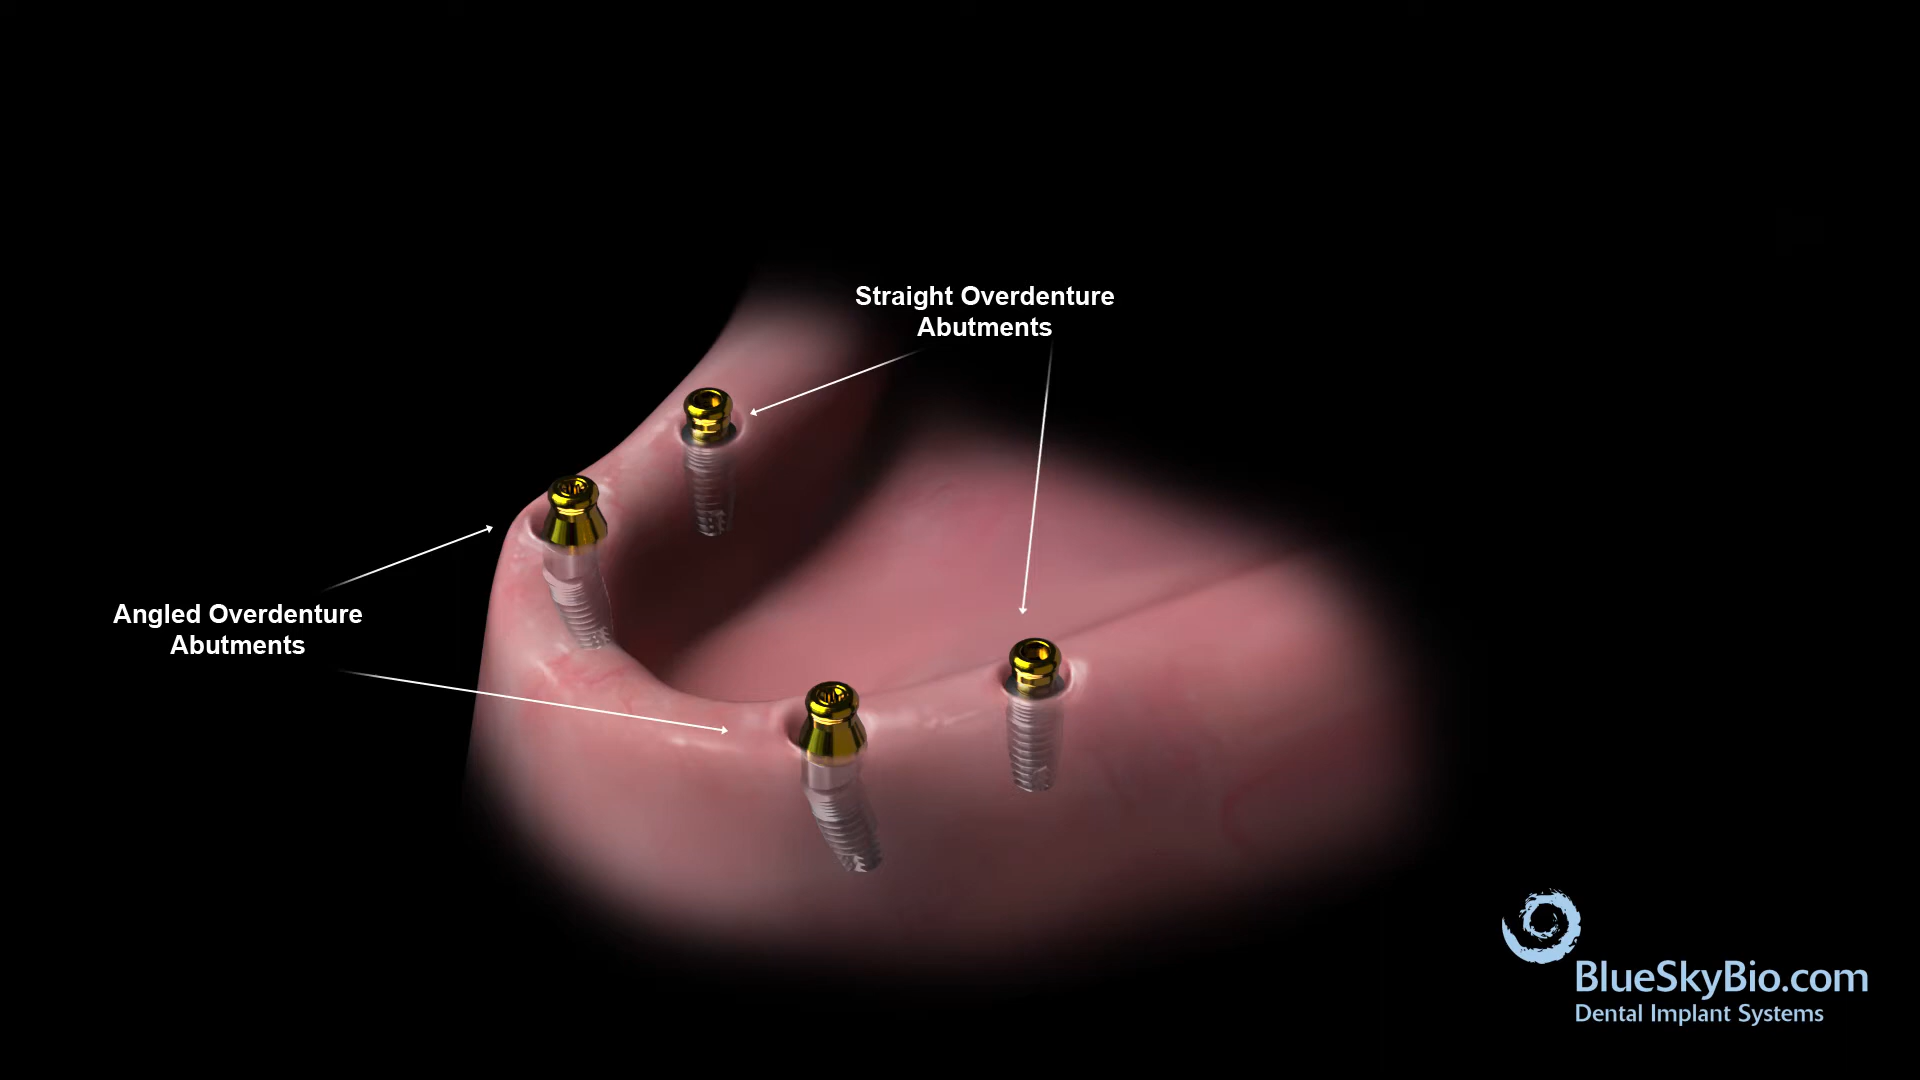 Straight Overdenture
Abutments
Angled Overdenture
Abutments
BlueSkyBio.com
Dental Implant Systems